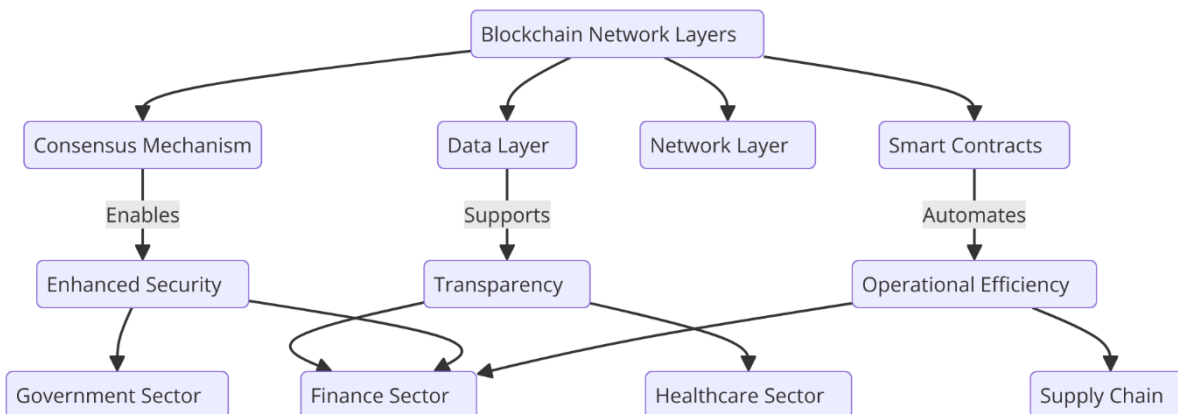 Blockchain Network Layers
Consensus Mechanism
Data Layer
Network Layer
Smart Contracts
Enables
Supports
Automates
Enhanced Security
Transparency
Operational Efficiency
Government Sector
Finance Sector
Healthcare Sector
Supply Chain